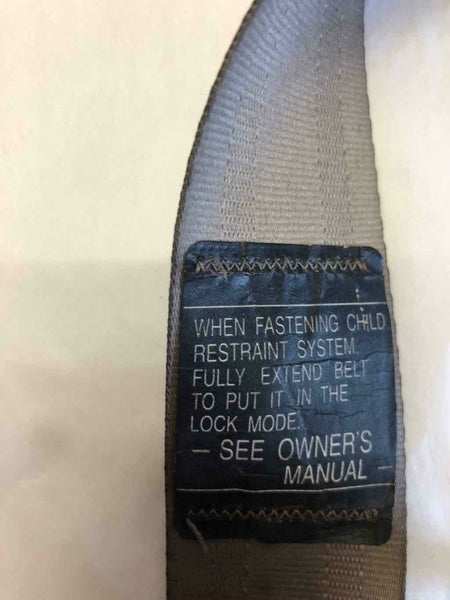 WHEN FASTENING CHILD
RESTRAINT SYSTEM.
FULLY EXTEND BELT
TO PUT IT IN THE
LOCK MODE.
— SEE OWNER'S
MANUAL —